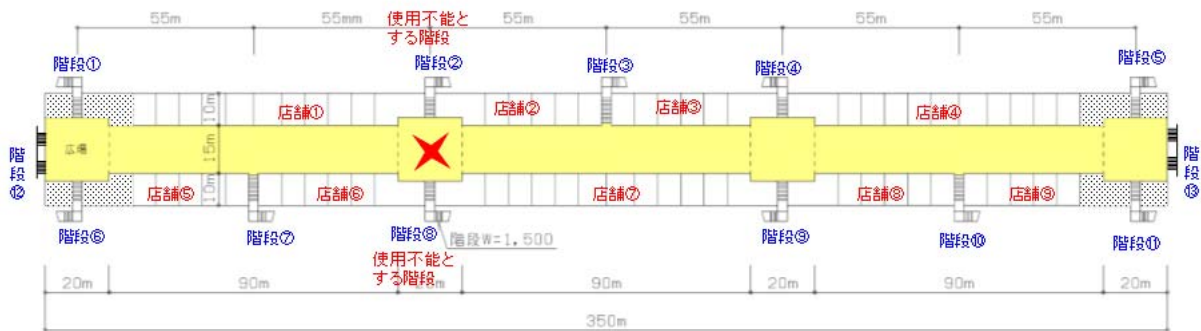 55m
55mm
使用不能と
する階段
55m
55m
55m
55m
階段①
階段②
階段③
階段④
階段⑤
10m
店舗①
店舗②
店舗③
店舗④
階段⑫
広場
15m
階段⑬
10m
店舗⑤
店舗⑥
店舗⑦
店舗⑧
店舗⑨
階段⑥
階段⑦
階段⑧
階段W=1,500
階段⑨
階段⑩
階段⑪
使用不能と
する階段
20m
90m
90m
20m
90m
20m
350m